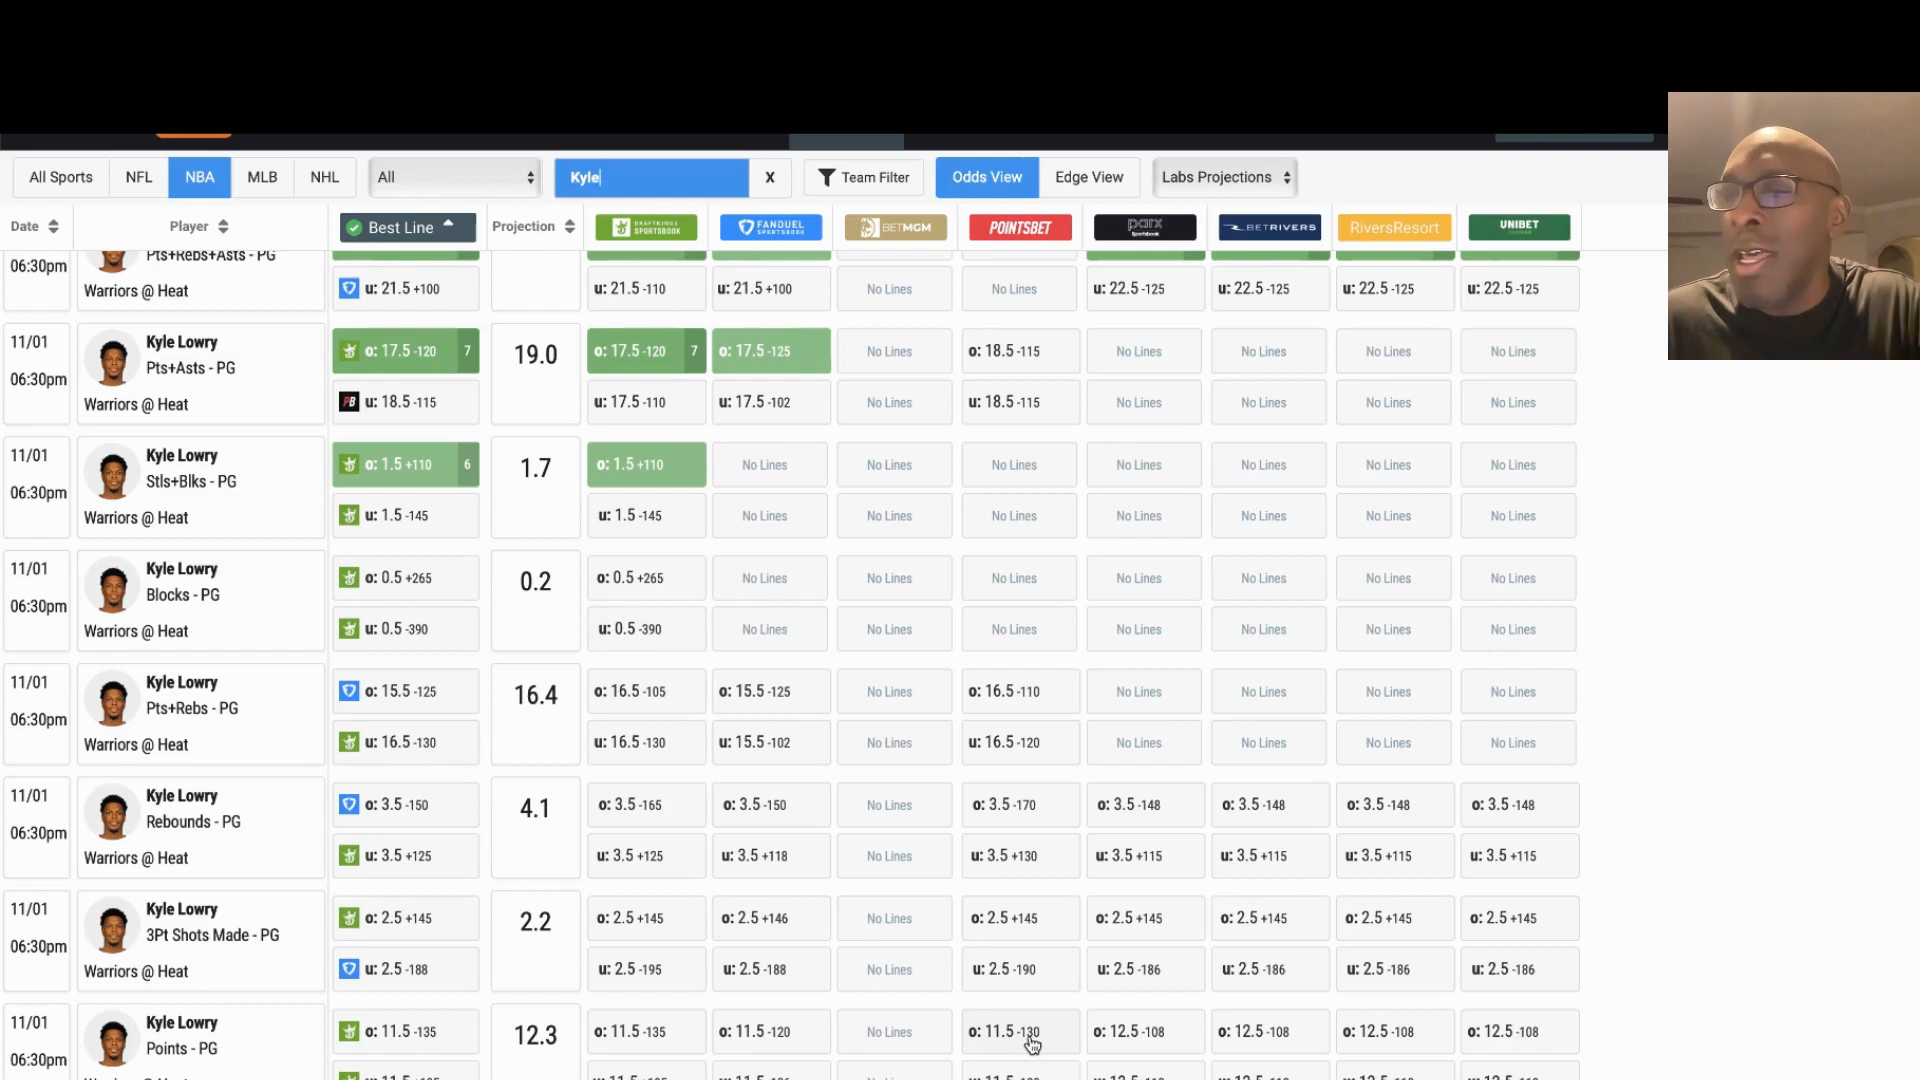 All Sports NFL NBA MLB NHL All Kyle X Team Filter Odds View Edge View Labs Projections
Date Player Best Line Projection DRAFTKINGS SPORTSBOOK FANDUEL SPORTSBOOK BETMGM POINTSBET parx Sportsbook BETRIVERS RiversResort UNIBET
06:30pm Pts+Rebs+Asts - PG
Warriors @ Heat u: 21.5 +100 u: 21.5 -110 u: 21.5 +100 No Lines No Lines u: 22.5 -125 u: 22.5 -125 u: 22.5 -125 u: 22.5 -125
11/01 Kyle Lowry o: 17.5 -120 7 19.0 o: 17.5 -120 7 o: 17.5 -125 No Lines o: 18.5 -115 No Lines No Lines No Lines No Lines
06:30pm Pts+Asts - PG
Warriors @ Heat PB u: 18.5 -115 u: 17.5 -110 u: 17.5 -102 No Lines u: 18.5 -115 No Lines No Lines No Lines No Lines
11/01 Kyle Lowry o: 1.5 +110 6 1.7 o: 1.5 +110 No Lines No Lines No Lines No Lines No Lines No Lines No Lines
06:30pm Stls+Blks - PG
Warriors @ Heat u: 1.5 -145 u: 1.5 -145 No Lines No Lines No Lines No Lines No Lines No Lines No Lines
11/01 Kyle Lowry o: 0.5 +265 0.2 o: 0.5 +265 No Lines No Lines No Lines No Lines No Lines No Lines No Lines
06:30pm Blocks - PG
Warriors @ Heat u: 0.5 -390 u: 0.5 -390 No Lines No Lines No Lines No Lines No Lines No Lines No Lines
11/01 Kyle Lowry o: 15.5 -125 16.4 o: 16.5 -105 o: 15.5 -125 No Lines o: 16.5 -110 No Lines No Lines No Lines No Lines
06:30pm Pts+Rebs - PG
Warriors @ Heat u: 16.5 -130 u: 16.5 -130 u: 15.5 -102 No Lines u: 16.5 -120 No Lines No Lines No Lines No Lines
11/01 Kyle Lowry o: 3.5 -150 4.1 o: 3.5 -165 o: 3.5 -150 No Lines o: 3.5 -170 o: 3.5 -148 o: 3.5 -148 o: 3.5 -148 o: 3.5 -148
06:30pm Rebounds - PG
Warriors @ Heat u: 3.5 +125 u: 3.5 +125 u: 3.5 +118 No Lines u: 3.5 +130 u: 3.5 +115 u: 3.5 +115 u: 3.5 +115 u: 3.5 +115
11/01 Kyle Lowry o: 2.5 +145 2.2 o: 2.5 +145 o: 2.5 +146 No Lines o: 2.5 +145 o: 2.5 +145 o: 2.5 +145 o: 2.5 +145 o: 2.5 +145
06:30pm 3Pt Shots Made - PG
Warriors @ Heat u: 2.5 -188 u: 2.5 -195 u: 2.5 -188 No Lines u: 2.5 -190 u: 2.5 -186 u: 2.5 -186 u: 2.5 -186 u: 2.5 -186
11/01 Kyle Lowry o: 11.5 -135 12.3 o: 11.5 -135 o: 11.5 -120 No Lines o: 11.5 -130 o: 12.5 -108 o: 12.5 -108 o: 12.5 -108 o: 12.5 -108
06:30pm Points - PG